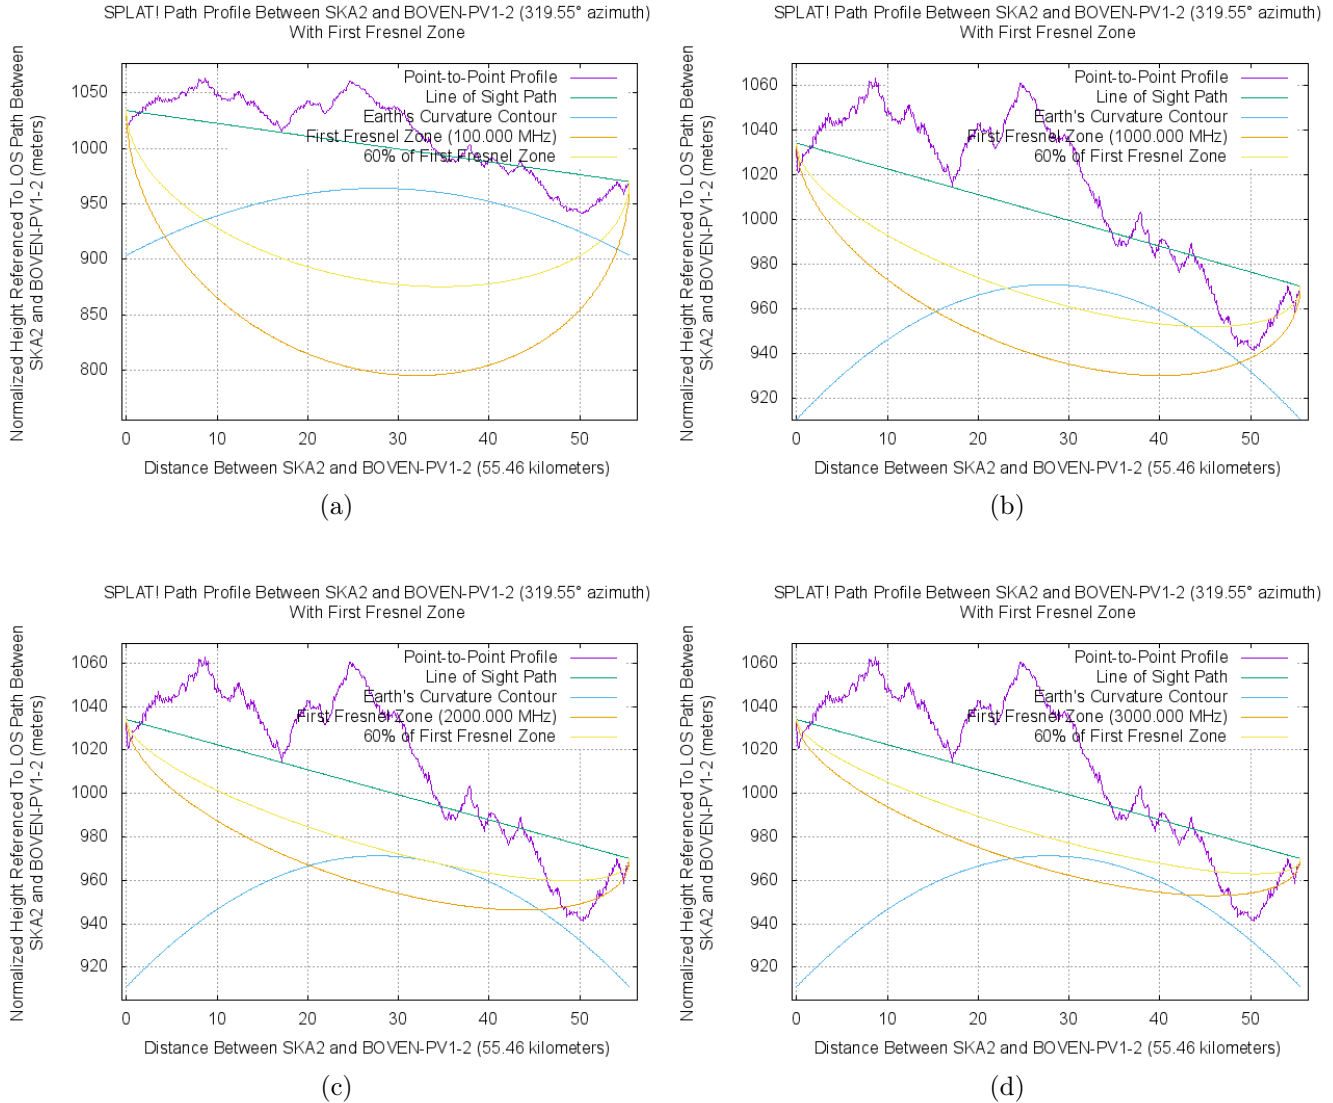 SPLAT! Path Profile Between SKA2 and BOVEN-PV1-2 (319.55° azimuth)
With First Fresnel Zone
Normalized Height Referenced To LOS Path Between
SKA2 and BOVEN-PV1-2 (meters)
1050
1000
950
900
850
800
Point-to-Point Profile
Line of Sight Path
Earth's Curvature Contour
First Fresnel Zone (100.000 MHz)
60% of First Fresnel Zone
0 10 20 30 40 50
Distance Between SKA2 and BOVEN-PV1-2 (55.46 kilometers)
(a)
SPLAT! Path Profile Between SKA2 and BOVEN-PV1-2 (319.55° azimuth)
With First Fresnel Zone
Normalized Height Referenced To LOS Path Between
SKA2 and BOVEN-PV1-2 (meters)
1060
1040
1020
1000
980
960
940
920
Point-to-Point Profile
Line of Sight Path
Earth's Curvature Contour
First Fresnel Zone (1000.000 MHz)
60% of First Fresnel Zone
0 10 20 30 40 50
Distance Between SKA2 and BOVEN-PV1-2 (55.46 kilometers)
(b)
SPLAT! Path Profile Between SKA2 and BOVEN-PV1-2 (319.55° azimuth)
With First Fresnel Zone
Normalized Height Referenced To LOS Path Between
SKA2 and BOVEN-PV1-2 (meters)
1060
1040
1020
1000
980
960
940
920
Point-to-Point Profile
Line of Sight Path
Earth's Curvature Contour
First Fresnel Zone (2000.000 MHz)
60% of First Fresnel Zone
0 10 20 30 40 50
Distance Between SKA2 and BOVEN-PV1-2 (55.46 kilometers)
(c)
SPLAT! Path Profile Between SKA2 and BOVEN-PV1-2 (319.55° azimuth)
With First Fresnel Zone
Normalized Height Referenced To LOS Path Between
SKA2 and BOVEN-PV1-2 (meters)
1060
1040
1020
1000
980
960
940
920
Point-to-Point Profile
Line of Sight Path
Earth's Curvature Contour
First Fresnel Zone (3000.000 MHz)
60% of First Fresnel Zone
0 10 20 30 40 50
Distance Between SKA2 and BOVEN-PV1-2 (55.46 kilometers)
(d)